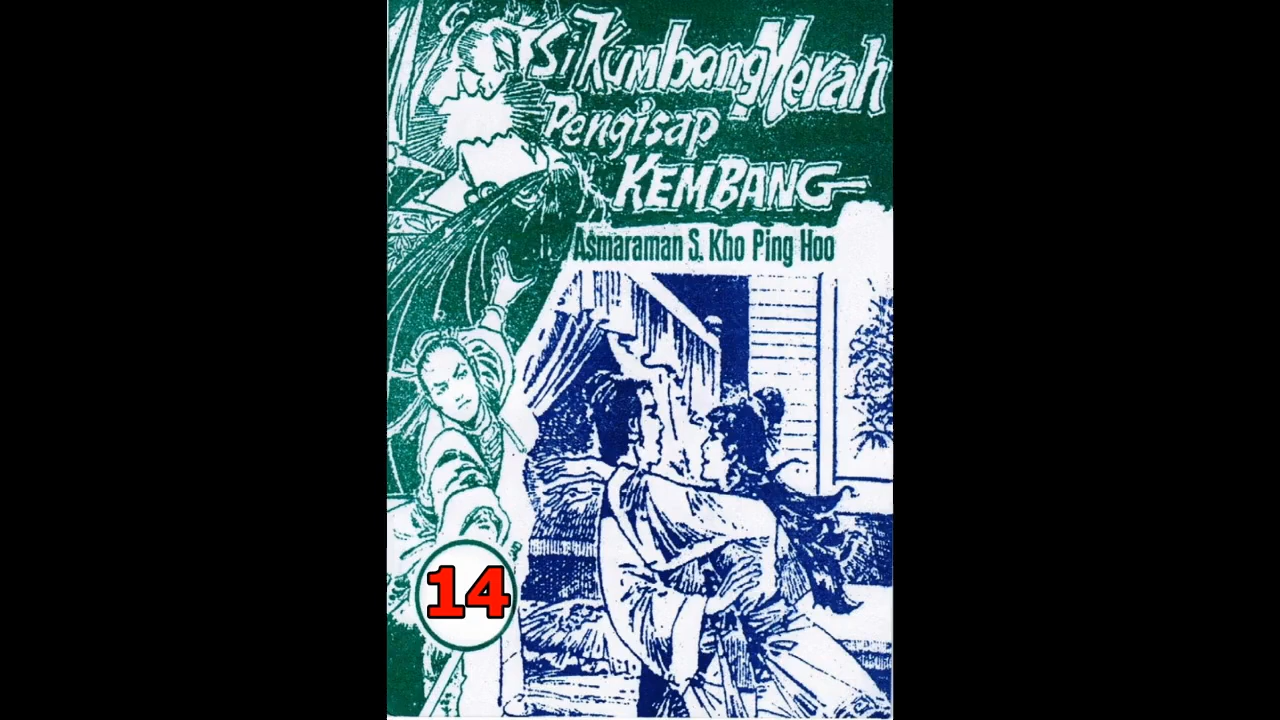 Si Kumbang Merah
Pengisap
KEMBANG
Asmaraman S. Kho Ping Hoo
14